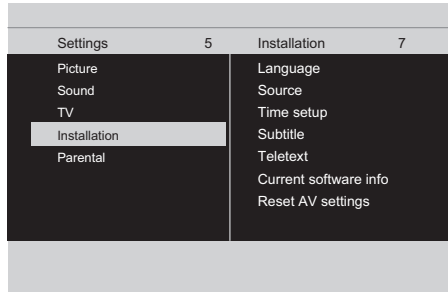 Settings 5
Picture
Sound
TV
Installation
Parental
Installation 7
Language
Source
Time setup
Subtitle
Teletext
Current software info
Reset AV settings